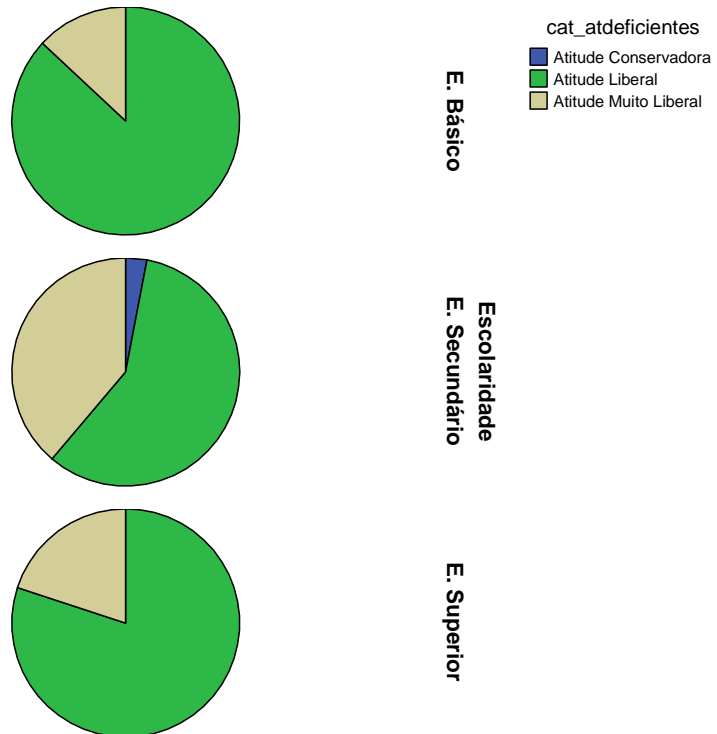 cat_atdeficientes
Atitude Conservadora
Atitude Liberal
Atitude Muito Liberal
Escolaridade
E. Básico
E. Secundário
E. Superior